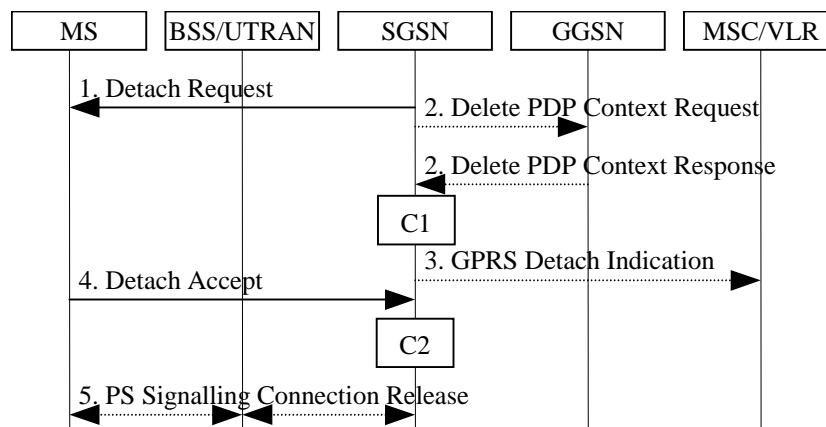 MS
BSS/UTRAN
SGSN
GGSN
MSC/VLR
1. Detach Request
2. Delete PDP Context Request
2. Delete PDP Context Response
C1
3. GPRS Detach Indication
4. Detach Accept
C2
5. PS Signalling Connection Release